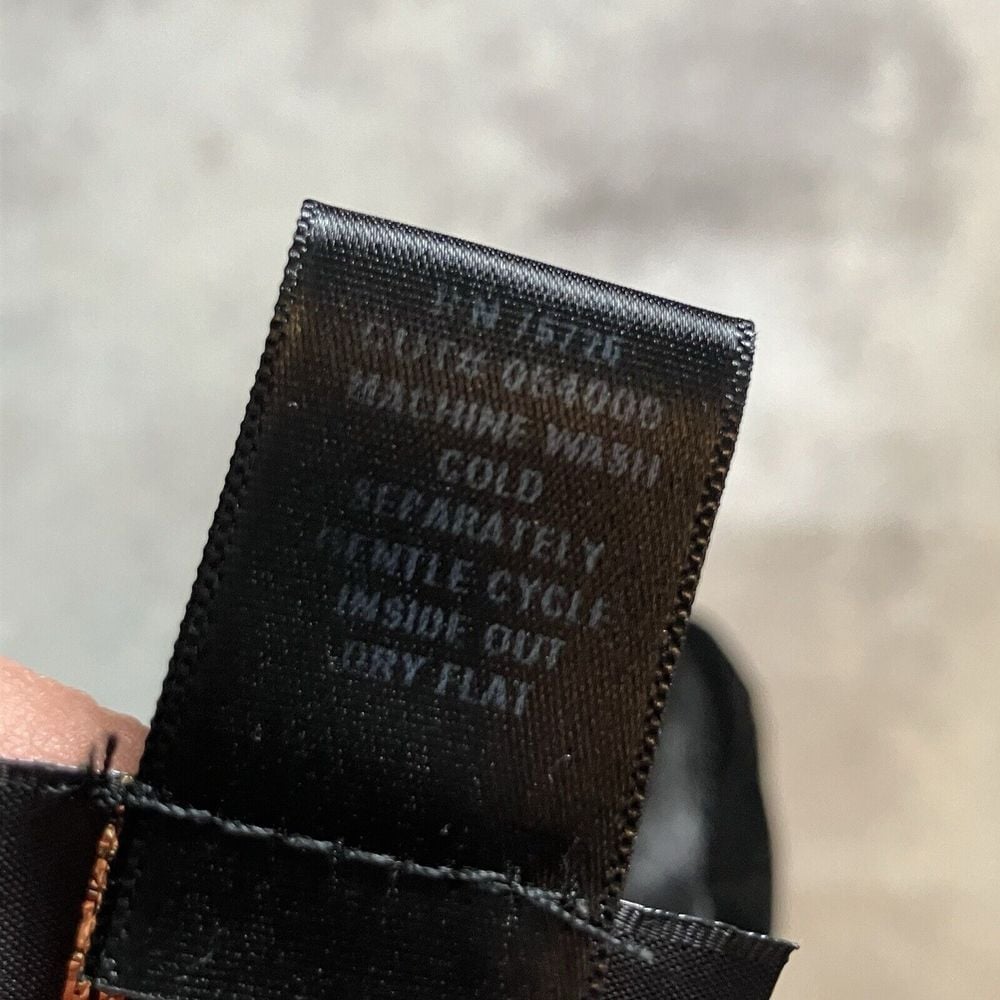 CUT# 064000
MACHINE WASH
COLD
SEPARATELY
GENTLE CYCLE
INSIDE OUT
DRY FLAT